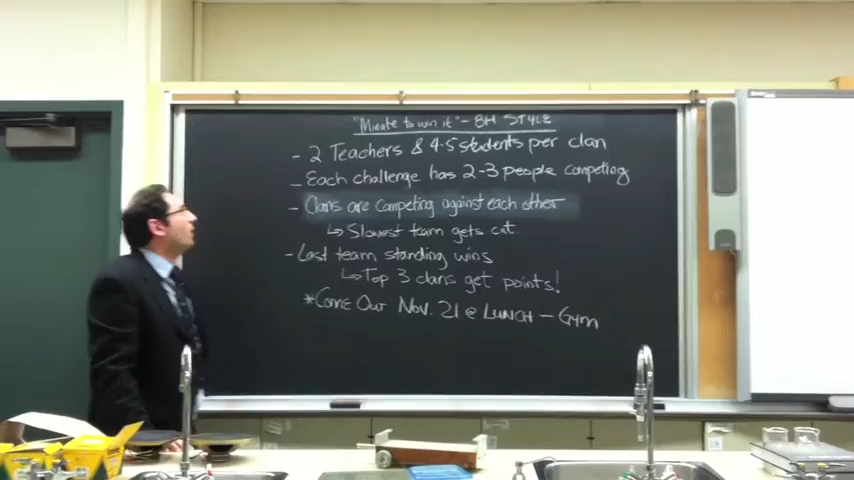 "Minute to win it" - BH STYLE
- 2 Teachers & 4-5 students per clan
- Each challenge has 2-3 people competing
- Clans are competing against each other
↳ Slowest team gets cut.
- Last team standing wins
↳ Top 3 clans get points!
*Come Out Nov. 21 @ LUNCH - Gym